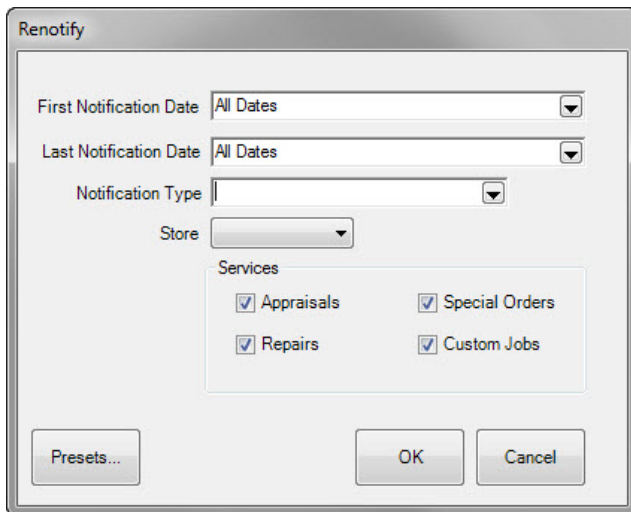 Renotify
First Notification Date All Dates
Last Notification Date All Dates
Notification Type
Store
Services
Appraisals Special Orders
Repairs Custom Jobs
Presets... OK Cancel